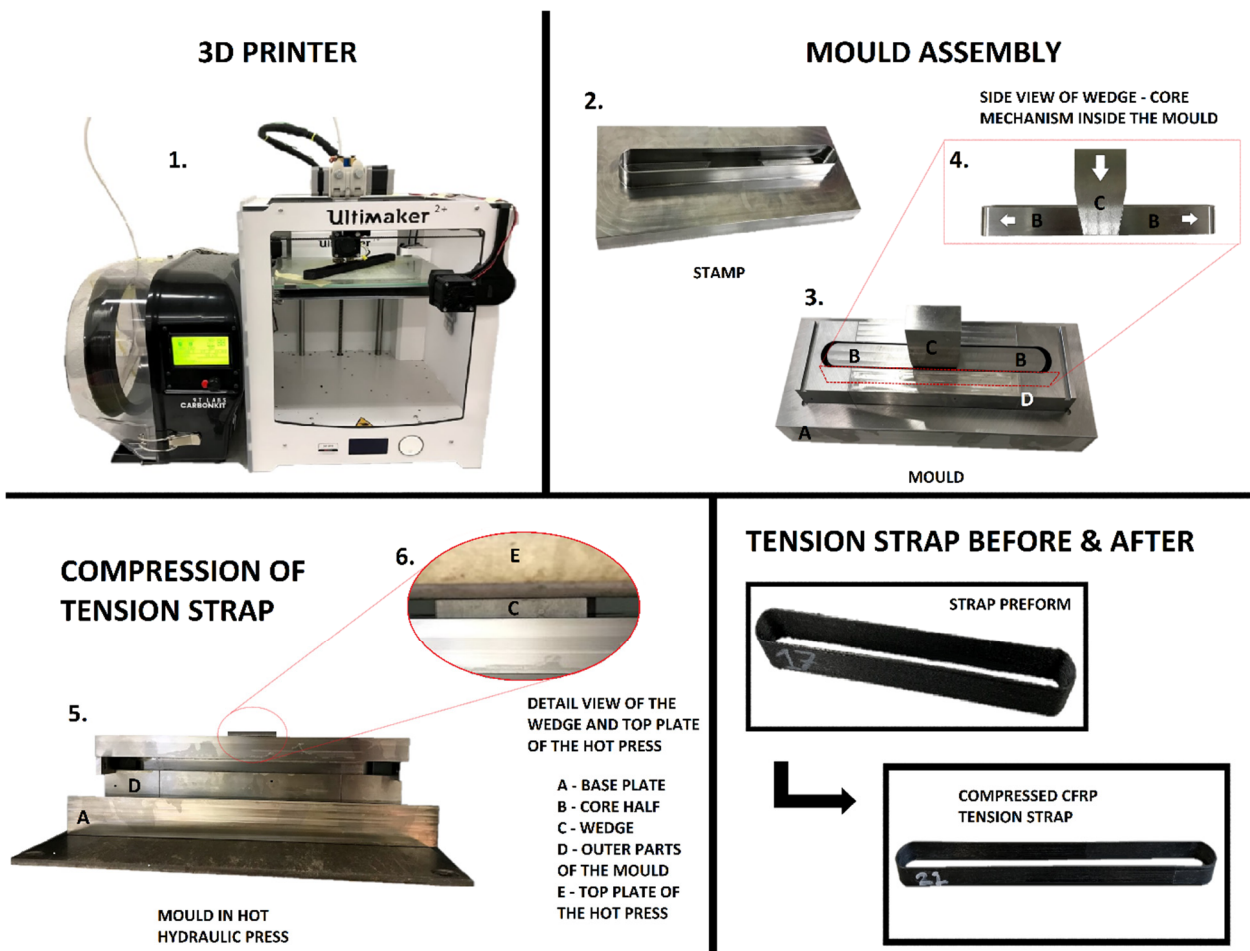 3D PRINTER
1.
Ultimaker 2+
9T LABS
CARBONKIT
MOULD ASSEMBLY
2.
STAMP
SIDE VIEW OF WEDGE - CORE
MECHANISM INSIDE THE MOULD
4.
C
B
B
3.
B
C
B
D
A
MOULD
COMPRESSION OF
TENSION STRAP
6.
E
C
DETAIL VIEW OF THE
WEDGE AND TOP PLATE
OF THE HOT PRESS
5.
D
A
MOULD IN HOT
HYDRAULIC PRESS
A - BASE PLATE
B - CORE HALF
C - WEDGE
D - OUTER PARTS
OF THE MOULD
E - TOP PLATE OF
THE HOT PRESS
TENSION STRAP BEFORE & AFTER
STRAP PREFORM
17
COMPRESSED CFRP
TENSION STRAP
22